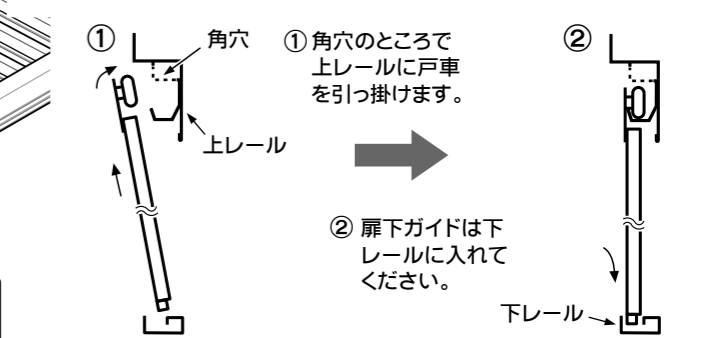 ①
角穴
上レール
① 角穴のところで
上レールに戸車
を引っ掛けます。
② 扉下ガイドは下
レールに入れて
ください。
②
下レール